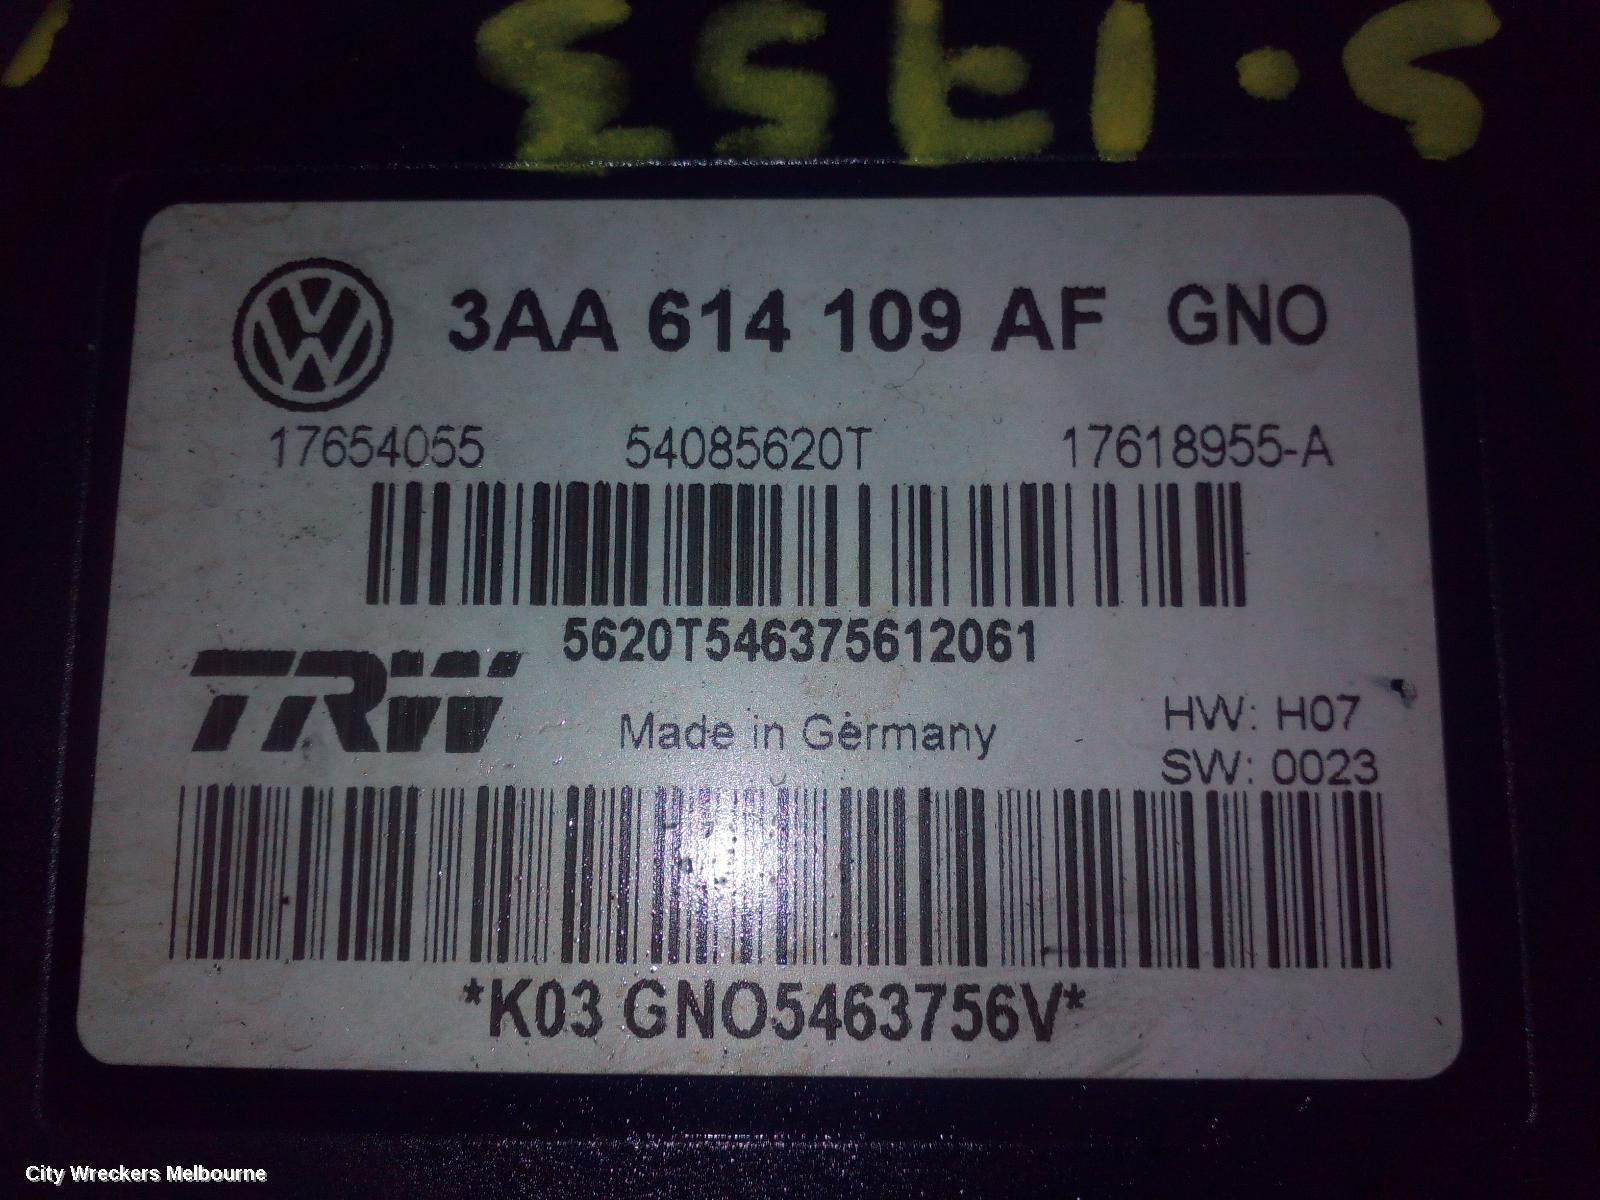 3AA 614 109 AF GNO
17654055 54085620T 17618955-A
5620T546375612061
TRW
Made in Germany
HW: H07
SW: 0023
*K03 GNO5463756V*
City Wreckers Melbourne